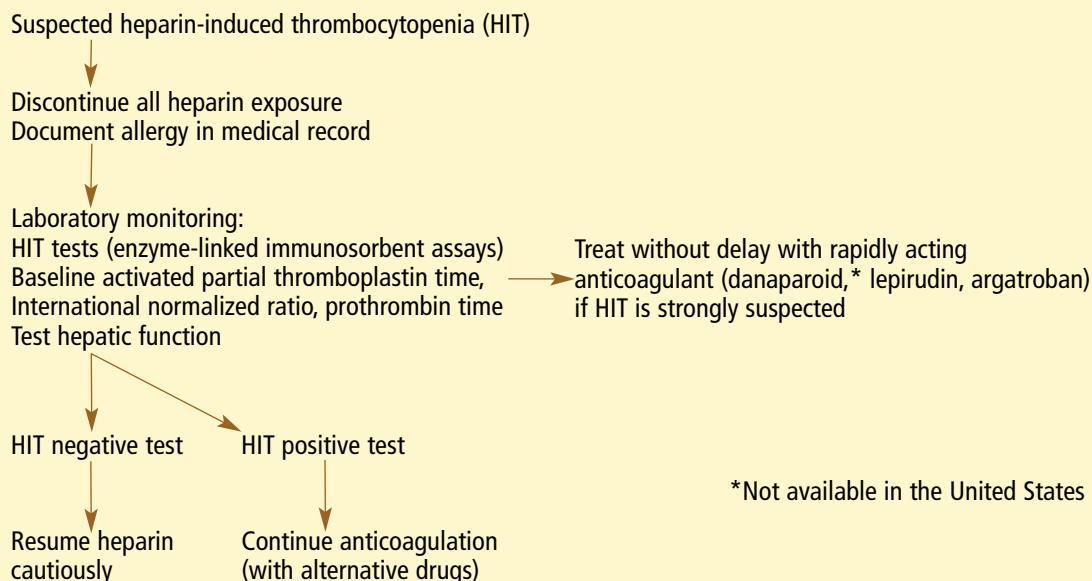 Suspected heparin-induced thrombocytopenia (HIT)
Discontinue all heparin exposure
Document allergy in medical record
Laboratory monitoring:
HIT tests (enzyme-linked immunosorbent assays)
Baseline activated partial thromboplastin time,
International normalized ratio, prothrombin time
Test hepatic function
Treat without delay with rapidly acting
anticoagulant (danaparoid,* lepirudin, argatroban)
if HIT is strongly suspected
HIT negative test
HIT positive test
Resume heparin
cautiously
Continue anticoagulation
(with alternative drugs)
*Not available in the United States